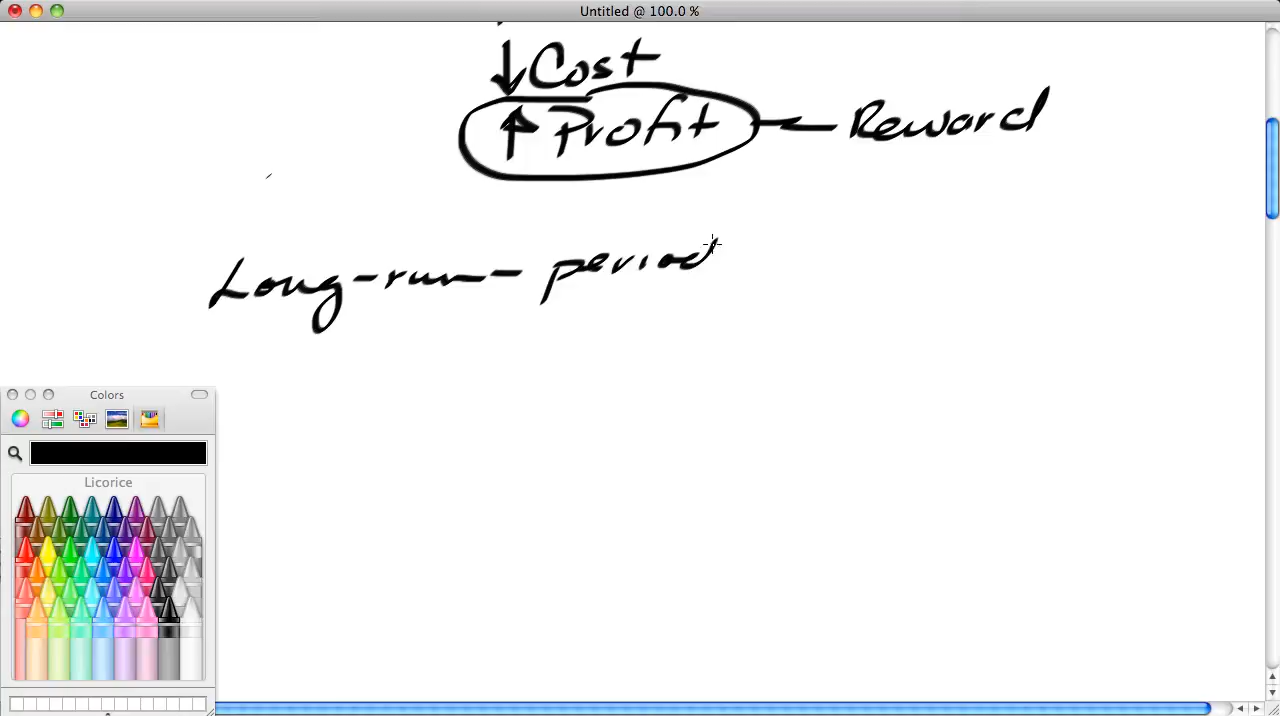 Untitled @ 100.0 %
↓ Cost
↑ Profit ← Reward
Long-run- period
Colors
Licorice